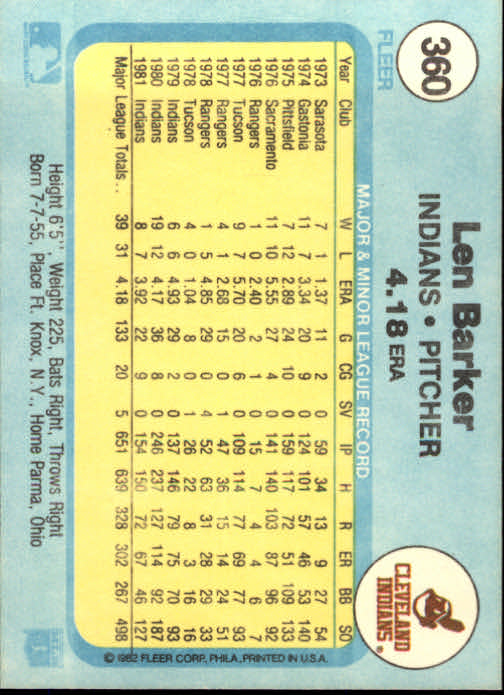 360
FLEER
Len Barker
INDIANS • PITCHER
4.18 ERA
CLEVELAND
INDIANS®
MAJOR & MINOR LEAGUE RECORD
Year Club W L ERA G CG SV IP H R ER BB SO
1973 Sarasota 7 1 1.37 11 2 0 59 34 13 9 27 54
1974 Gastonia 11 7 3.34 20 9 0 124 101 57 46 53 140
1975 Pittsfield 7 12 2.89 24 10 0 159 117 72 51 109 133
1976 Sacramento 11 10 5.55 27 4 0 141 140 103 87 96 92
1976 Rangers 1 0 2.40 2 1 0 15 7 4 4 6 7
1977 Tucson 9 7 5.70 20 6 0 109 114 77 69 77 93
1977 Rangers 4 1 2.68 15 0 1 47 36 15 14 24 51
1978 Rangers 1 5 4.85 29 0 4 52 63 31 28 29 33
1978 Tucson 4 0 1.04 8 0 0 26 22 8 3 16 16
1979 Indians 6 6 4.93 29 2 0 137 146 79 75 70 93
1980 Indians 19 12 4.17 36 8 0 246 237 127 114 92 187
1981 Indians 8 7 3.92 22 9 0 154 150 72 67 46 127
Major League Totals . . 39 31 4.18 133 20 5 651 639 328 302 267 498
© 1982 FLEER CORP. PHILA., PRINTED IN U.S.A.
Height 6'5'', Weight 225, Bats Right, Throws Right
Born 7-7-55, Place Ft. Knox, N.Y., Home Parma, Ohio